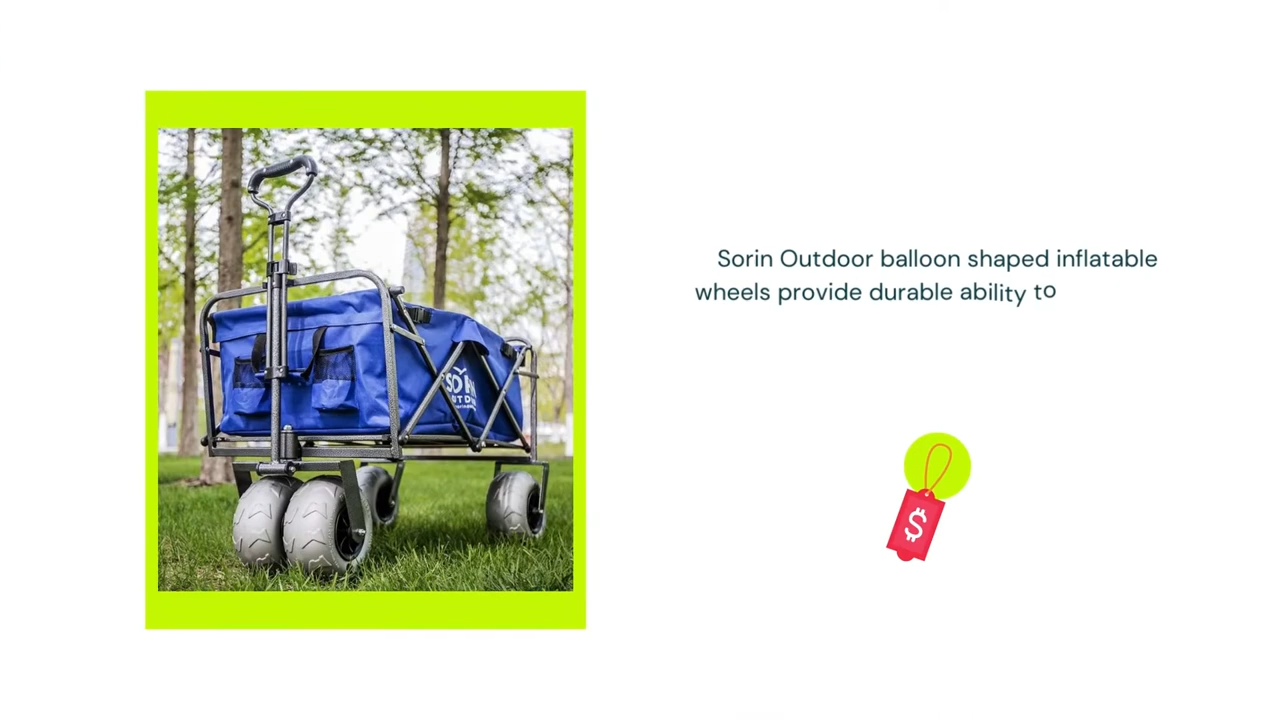 Sorin Outdoor balloon shaped inflatable
wheels provide durable ability to
$